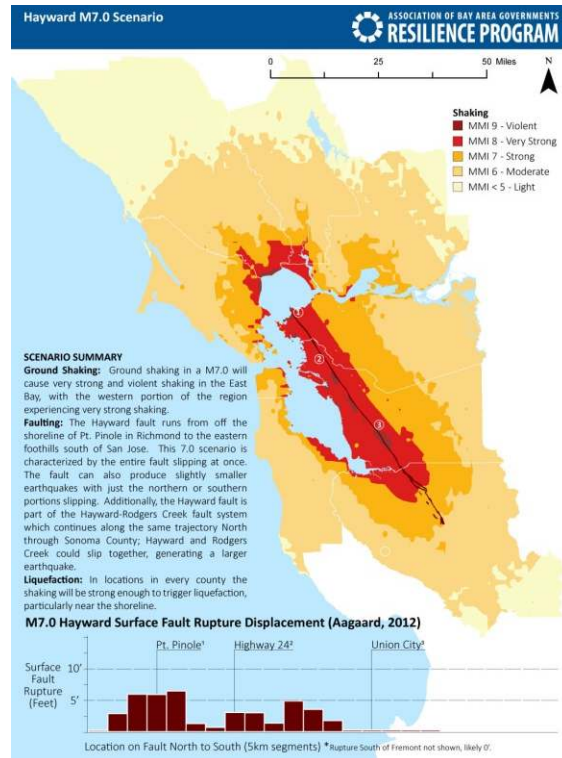 Hayward M7.0 Scenario
ASSOCIATION OF BAY AREA GOVERNMENTS
RESILIENCE PROGRAM
0 25 50 Miles
N
Shaking
MMI 9 - Violent
MMI 8 - Very Strong
MMI 7 - Strong
MMI 6 - Moderate
MMI < 5 - Light
1
2
3
SCENARIO SUMMARY
Ground Shaking: Ground shaking in a M7.0 will
cause very strong and violent shaking in the East
Bay, with the western portion of the region
experiencing very strong shaking.
Faulting: The Hayward fault runs from off the
shoreline of Pt. Pinole in Richmond to the eastern
foothills south of San Jose. This 7.0 scenario is
characterized by the entire fault slipping at once.
The fault can also produce slightly smaller
earthquakes with just the northern or southern
portions slipping. Additionally, the Hayward fault is
part of the Hayward-Rodgers Creek fault system
which continues along the same trajectory North
through Sonoma County; Hayward and Rodgers
Creek could slip together, generating a larger
earthquake.
Liquefaction: In locations in every county the
shaking will be strong enough to trigger liquefaction,
particularly near the shoreline.
M7.0 Hayward Surface Fault Rupture Displacement (Aagaard, 2012)
Pt. Pinole¹ Highway 24² Union City³
Surface
Fault
Rupture
(Feet)
10'
5'
Location on Fault North to South (5km segments) *Rupture South of Fremont not shown, likely 0'.